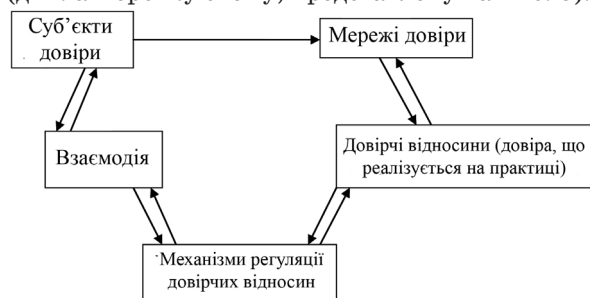 Суб’єкти
довіри
Мережі довіри
Взаємодія
Довірчі відносини (довіра, що
реалізується на практиці)
Механізми регуляції
довірчих відносин